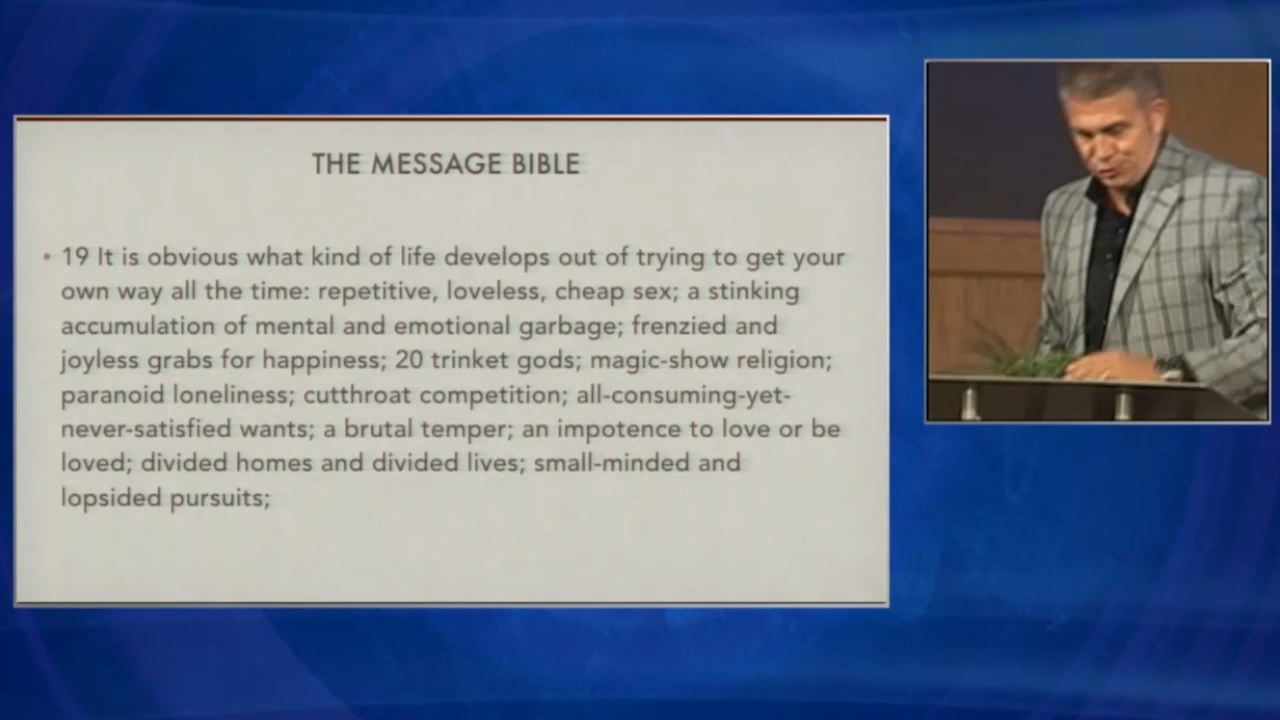 THE MESSAGE BIBLE
• 19 It is obvious what kind of life develops out of trying to get your
own way all the time: repetitive, loveless, cheap sex; a stinking
accumulation of mental and emotional garbage; frenzied and
joyless grabs for happiness; 20 trinket gods; magic-show religion;
paranoid loneliness; cutthroat competition; all-consuming-yet-
never-satisfied wants; a brutal temper; an impotence to love or be
loved; divided homes and divided lives; small-minded and
lopsided pursuits;